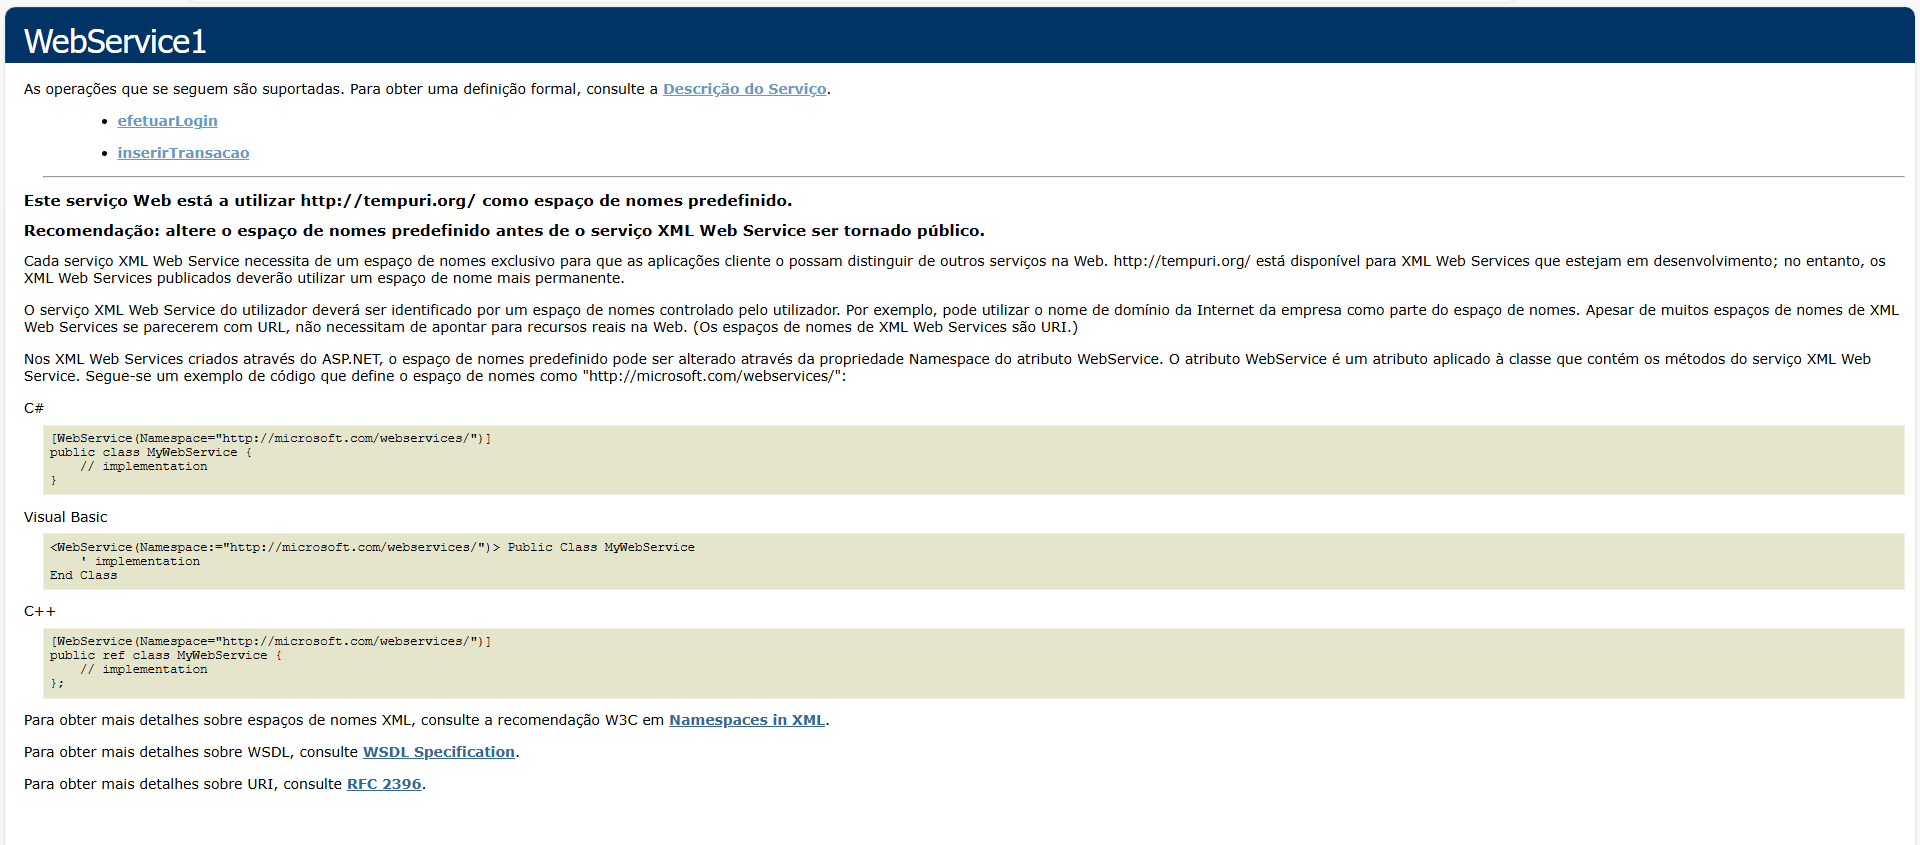 WebService1
As operações que se seguem são suportadas. Para obter uma definição formal, consulte a Descrição do Serviço.
• efetuarLogin
• inserirTransacao
Este serviço Web está a utilizar http://tempuri.org/ como espaço de nomes predefinido.
Recomendação: altere o espaço de nomes predefinido antes de o serviço XML Web Service ser tornado público.
Cada serviço XML Web Service necessita de um espaço de nomes exclusivo para que as aplicações cliente o possam distinguir de outros serviços na Web. http://tempuri.org/ está disponível para XML Web Services que estejam em desenvolvimento; no entanto, os
XML Web Services publicados deverão utilizar um espaço de nome mais permanente.
O serviço XML Web Service do utilizador deverá ser identificado por um espaço de nomes controlado pelo utilizador. Por exemplo, pode utilizar o nome de domínio da Internet da empresa como parte do espaço de nomes. Apesar de muitos espaços de nomes de XML
Web Services se parecerem com URL, não necessitam de apontar para recursos reais na Web. (Os espaços de nomes de XML Web Services são URI.)
Nos XML Web Services criados através do ASP.NET, o espaço de nomes predefinido pode ser alterado através da propriedade Namespace do atributo WebService. O atributo WebService é um atributo aplicado à classe que contém os métodos do serviço XML Web
Service. Segue-se um exemplo de código que define o espaço de nomes como "http://microsoft.com/webservices/":
C#
[WebService(Namespace="http://microsoft.com/webservices/")]
public class MyWebService {
    // implementation
}
Visual Basic
<WebService(Namespace:="http://microsoft.com/webservices/")> Public Class MyWebService
    ' implementation
End Class
C++
[WebService(Namespace="http://microsoft.com/webservices/")]
public ref class MyWebService {
    // implementation
};
Para obter mais detalhes sobre espaços de nomes XML, consulte a recomendação W3C em Namespaces in XML.
Para obter mais detalhes sobre WSDL, consulte WSDL Specification.
Para obter mais detalhes sobre URI, consulte RFC 2396.